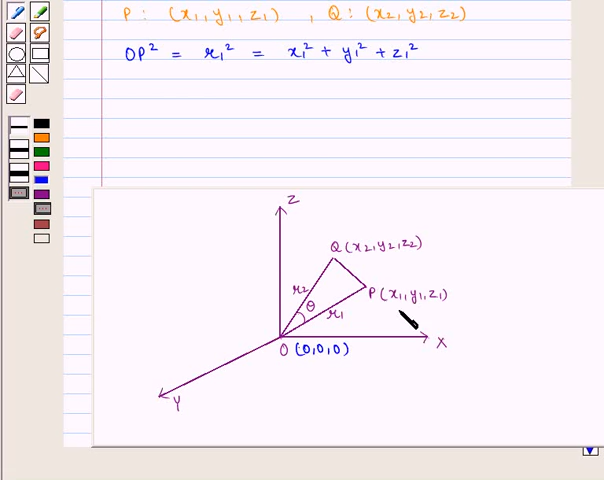 P : (x₁, y₁, z₁) , Q : (x₂, y₂, z₂)
OP² = r₁² = x₁² + y₁² + z₁²
Z
Q (x₂, y₂, z₂)
r₂
P (x₁, y₁, z₁)
θ
r₁
O (0,0,0)
X
Y